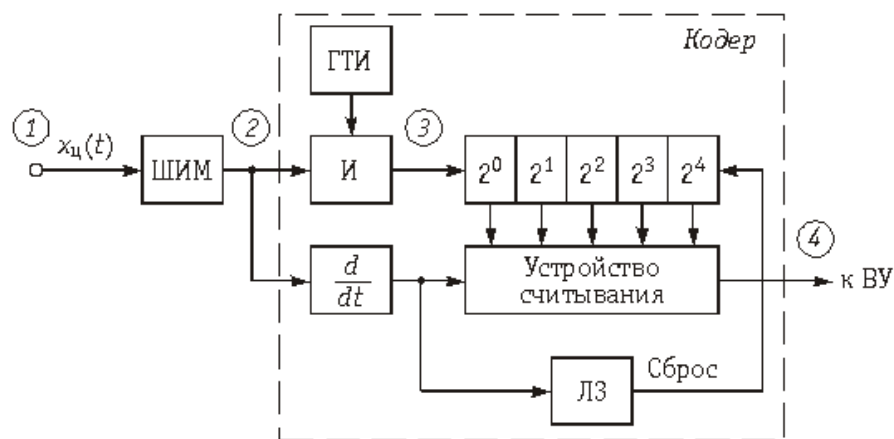 Кодер
ГТИ
1
x_ц(t)
ШИМ
2
И
3
2⁰ 2¹ 2² 2³ 2⁴
d/dt
Устройство
считывания
4
к ВУ
ЛЗ
Сброс